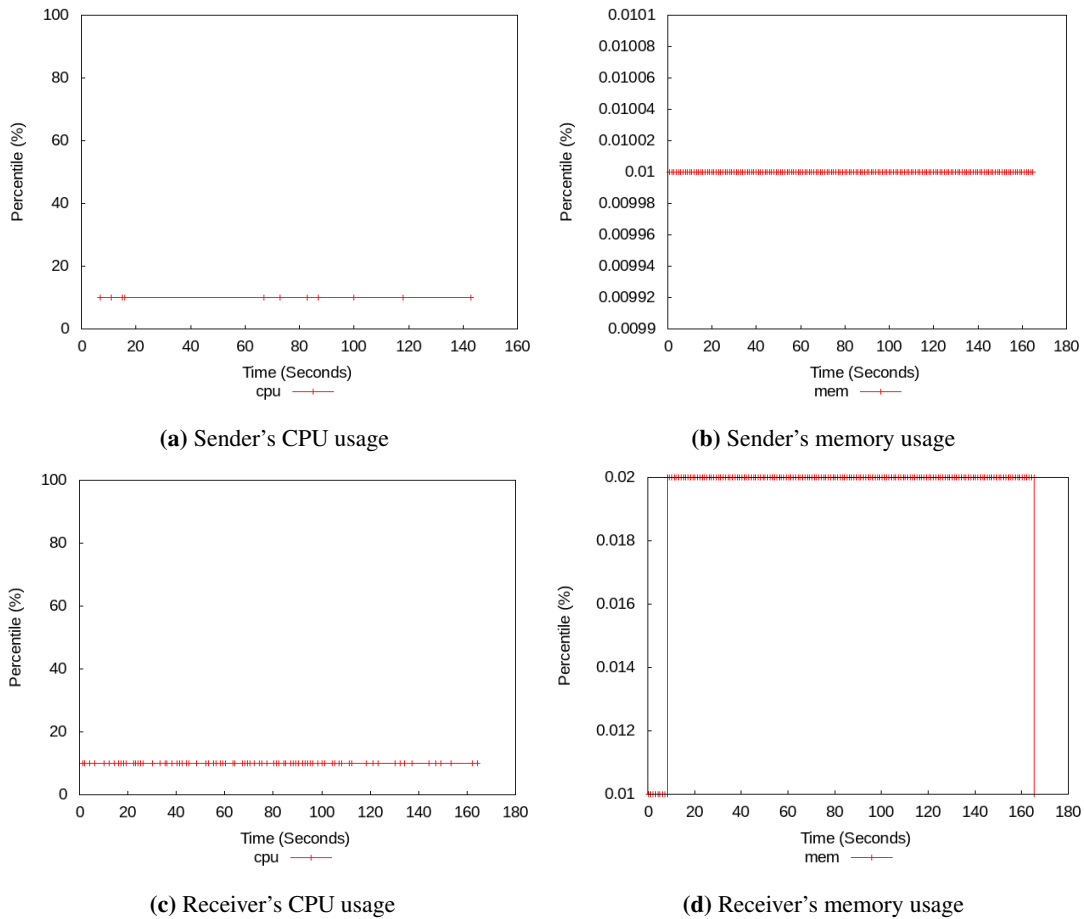 100
80
60
40
20
0
Percentile (%)
0 20 40 60 80 100 120 140 160
Time (Seconds)
cpu
(a) Sender's CPU usage
0.0101
0.01008
0.01006
0.01004
0.01002
0.01
0.00998
0.00996
0.00994
0.00992
0.0099
Percentile (%)
0 20 40 60 80 100 120 140 160 180
Time (Seconds)
mem
(b) Sender's memory usage
100
80
60
40
20
0
Percentile (%)
0 20 40 60 80 100 120 140 160 180
Time (Seconds)
cpu
(c) Receiver's CPU usage
0.02
0.018
0.016
0.014
0.012
0.01
Percentile (%)
0 20 40 60 80 100 120 140 160 180
Time (Seconds)
mem
(d) Receiver's memory usage